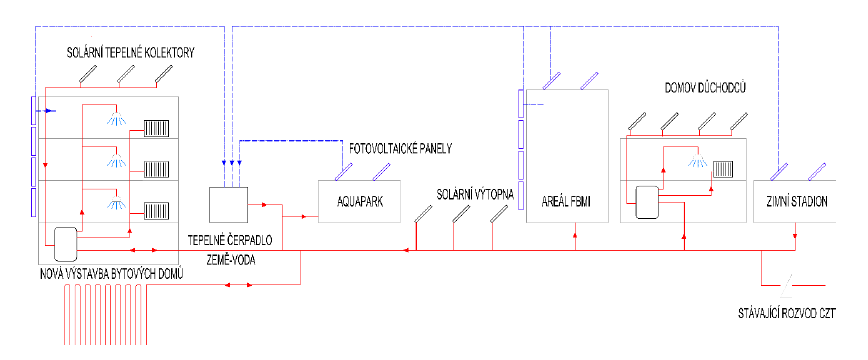 SOLÁRNÍ TEPELNÉ KOLEKTORY
DOMOV DŮCHODCŮ
FOTOVOLTAICKÉ PANELY
SOLÁRNÍ VÝTOPNA
AQUAPARK
AREÁL FBMI
ZIMNÍ STADION
TEPELNÉ ČERPADLO
ZEMĚ-VODA
NOVÁ VÝSTAVBA BYTOVÝCH DOMŮ
STÁVAJÍCÍ ROZVOD CZT